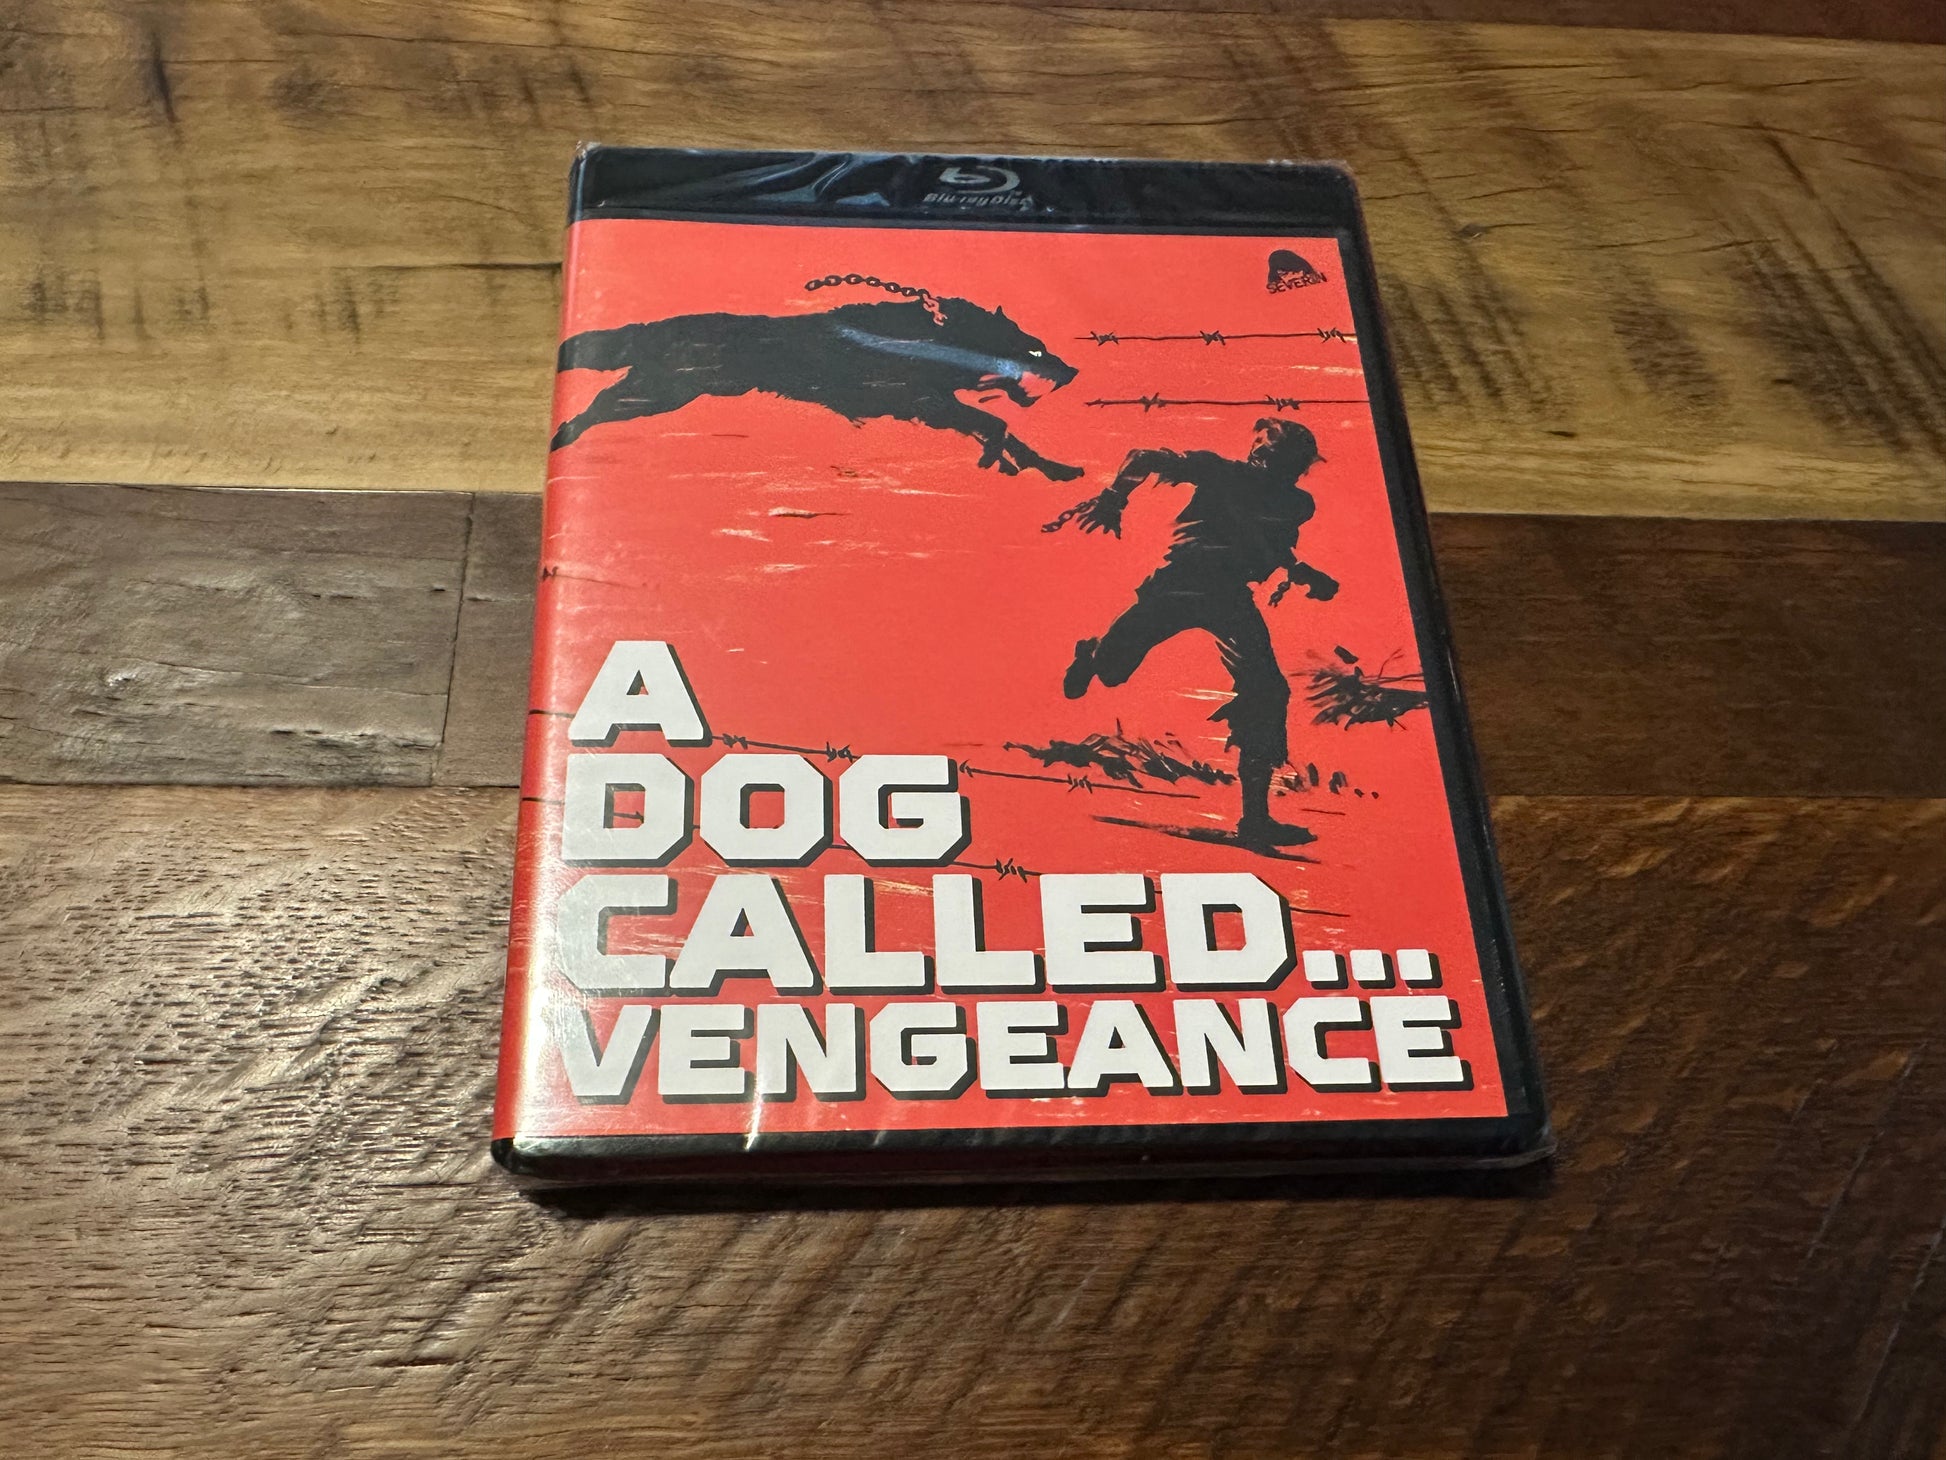 Blu-ray Disc
SEVERIN
A
DOG
CALLED...
VENGEANCE